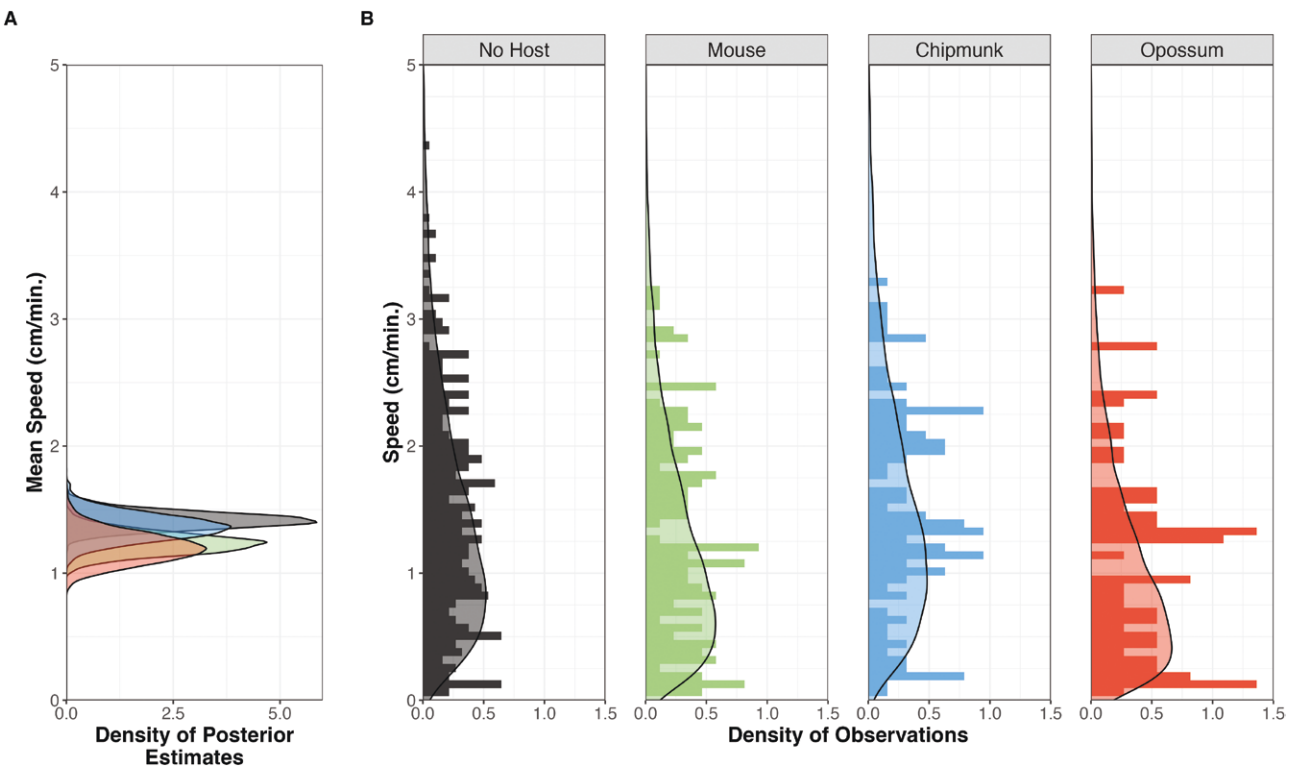 A
B
No Host
Mouse
Chipmunk
Opossum
5
4
3
2
1
0
Mean Speed (cm/min.)
0.0
2.5
5.0
Density of Posterior
Estimates
5
4
3
2
1
0
Speed (cm/min.)
0.0
0.5
1.0
1.5
0.0
0.5
1.0
1.5
0.0
0.5
1.0
1.5
0.0
0.5
1.0
1.5
Density of Observations